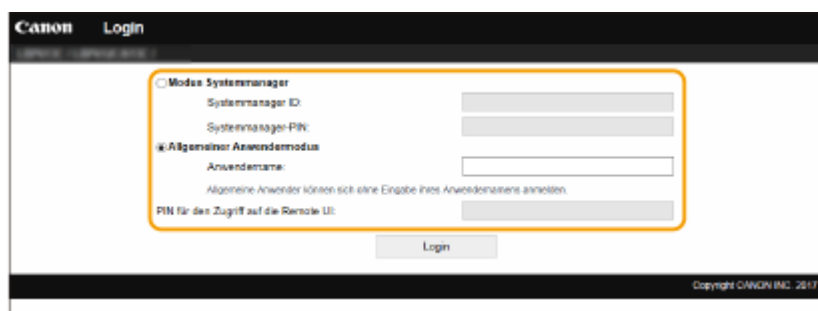 Canon Login
Modus Systemmanager
Systemmanager ID:
Systemmanager-PIN:
Allgemeiner Anwendermodus
Anwendername:
Allgemeine Anwender können sich ohne Eingabe ihres Anwendernamens anmelden.
PIN für den Zugriff auf die Remote UI:
Login
Copyright CANON INC. 2017